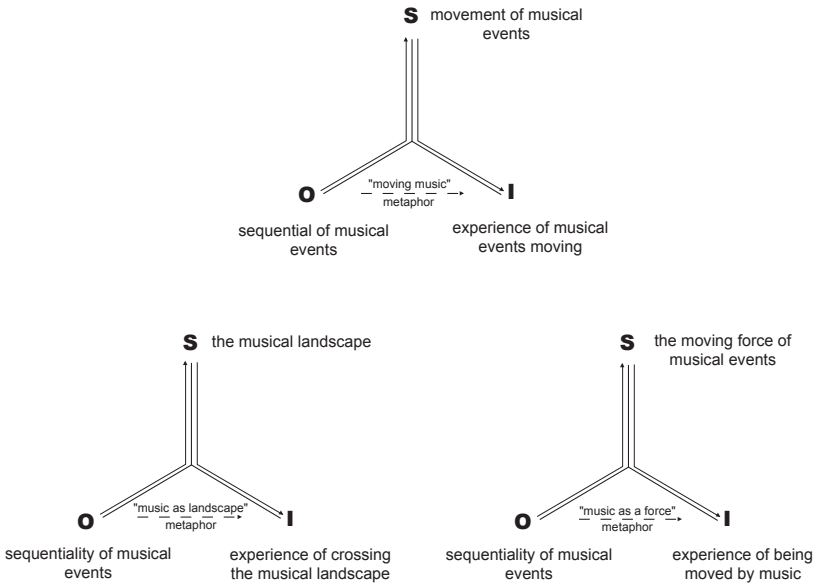 S movement of musical
events
"moving music"
O I
metaphor
sequential of musical
events
experience of musical
events moving
S the musical landscape
"music as landscape"
O I
metaphor
sequentiality of musical
events
experience of crossing
the musical landscape
S the moving force of
musical events
"music as a force"
O I
metaphor
sequentiality of musical
events
experience of being
moved by music